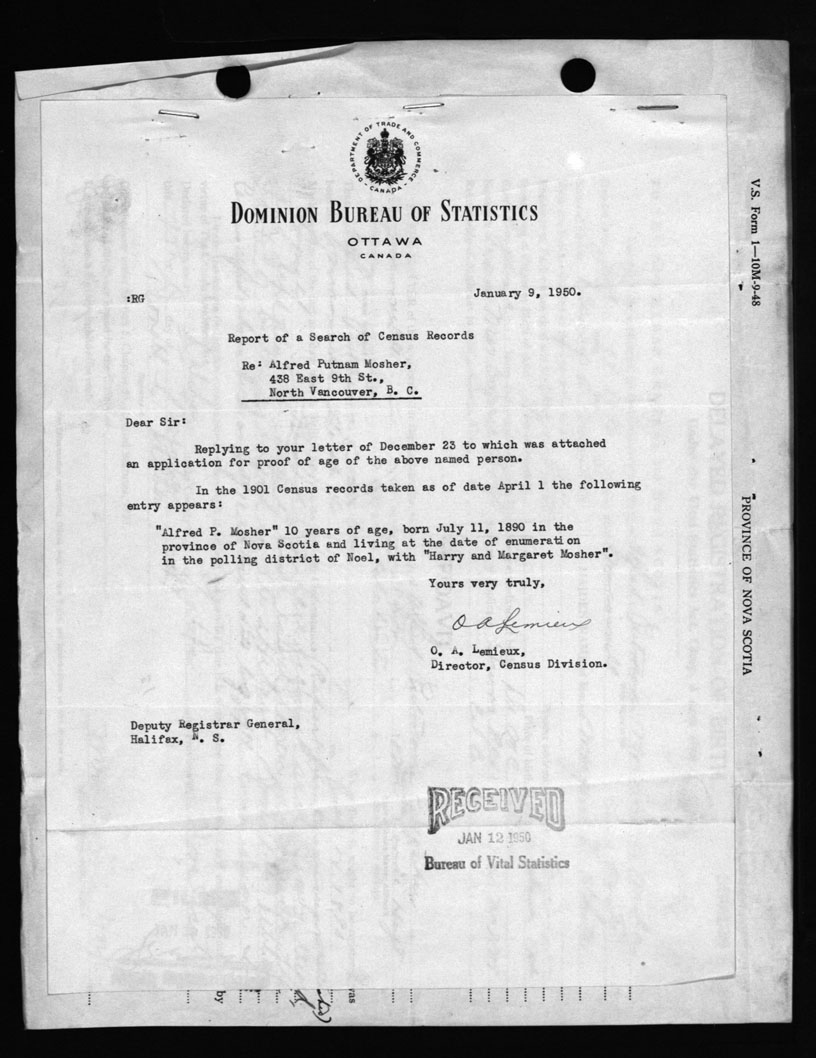 DEPARTMENT OF TRADE AND COMMERCE
CANADA
DOMINION BUREAU OF STATISTICS
OTTAWA
CANADA
:RG
January 9, 1950.
Report of a Search of Census Records
Re: Alfred Putnam Mosher,
438 East 9th St.,
North Vancouver, B. C.
Dear Sir:
Replying to your letter of December 23 to which was attached
an application for proof of age of the above named person.
In the 1901 Census records taken as of date April 1 the following
entry appears:
"Alfred P. Mosher" 10 years of age, born July 11, 1890 in the
province of Nova Scotia and living at the date of enumeration
in the polling district of Noel, with "Harry and Margaret Mosher".
Yours very truly,
O A Lemieux
O. A. Lemieux,
Director, Census Division.
Deputy Registrar General,
Halifax, N. S.
RECEIVED
JAN 12 1950
Bureau of Vital Statistics
V.S. Form 1—10M-9-48
PROVINCE OF NOVA SCOTIA
by
was